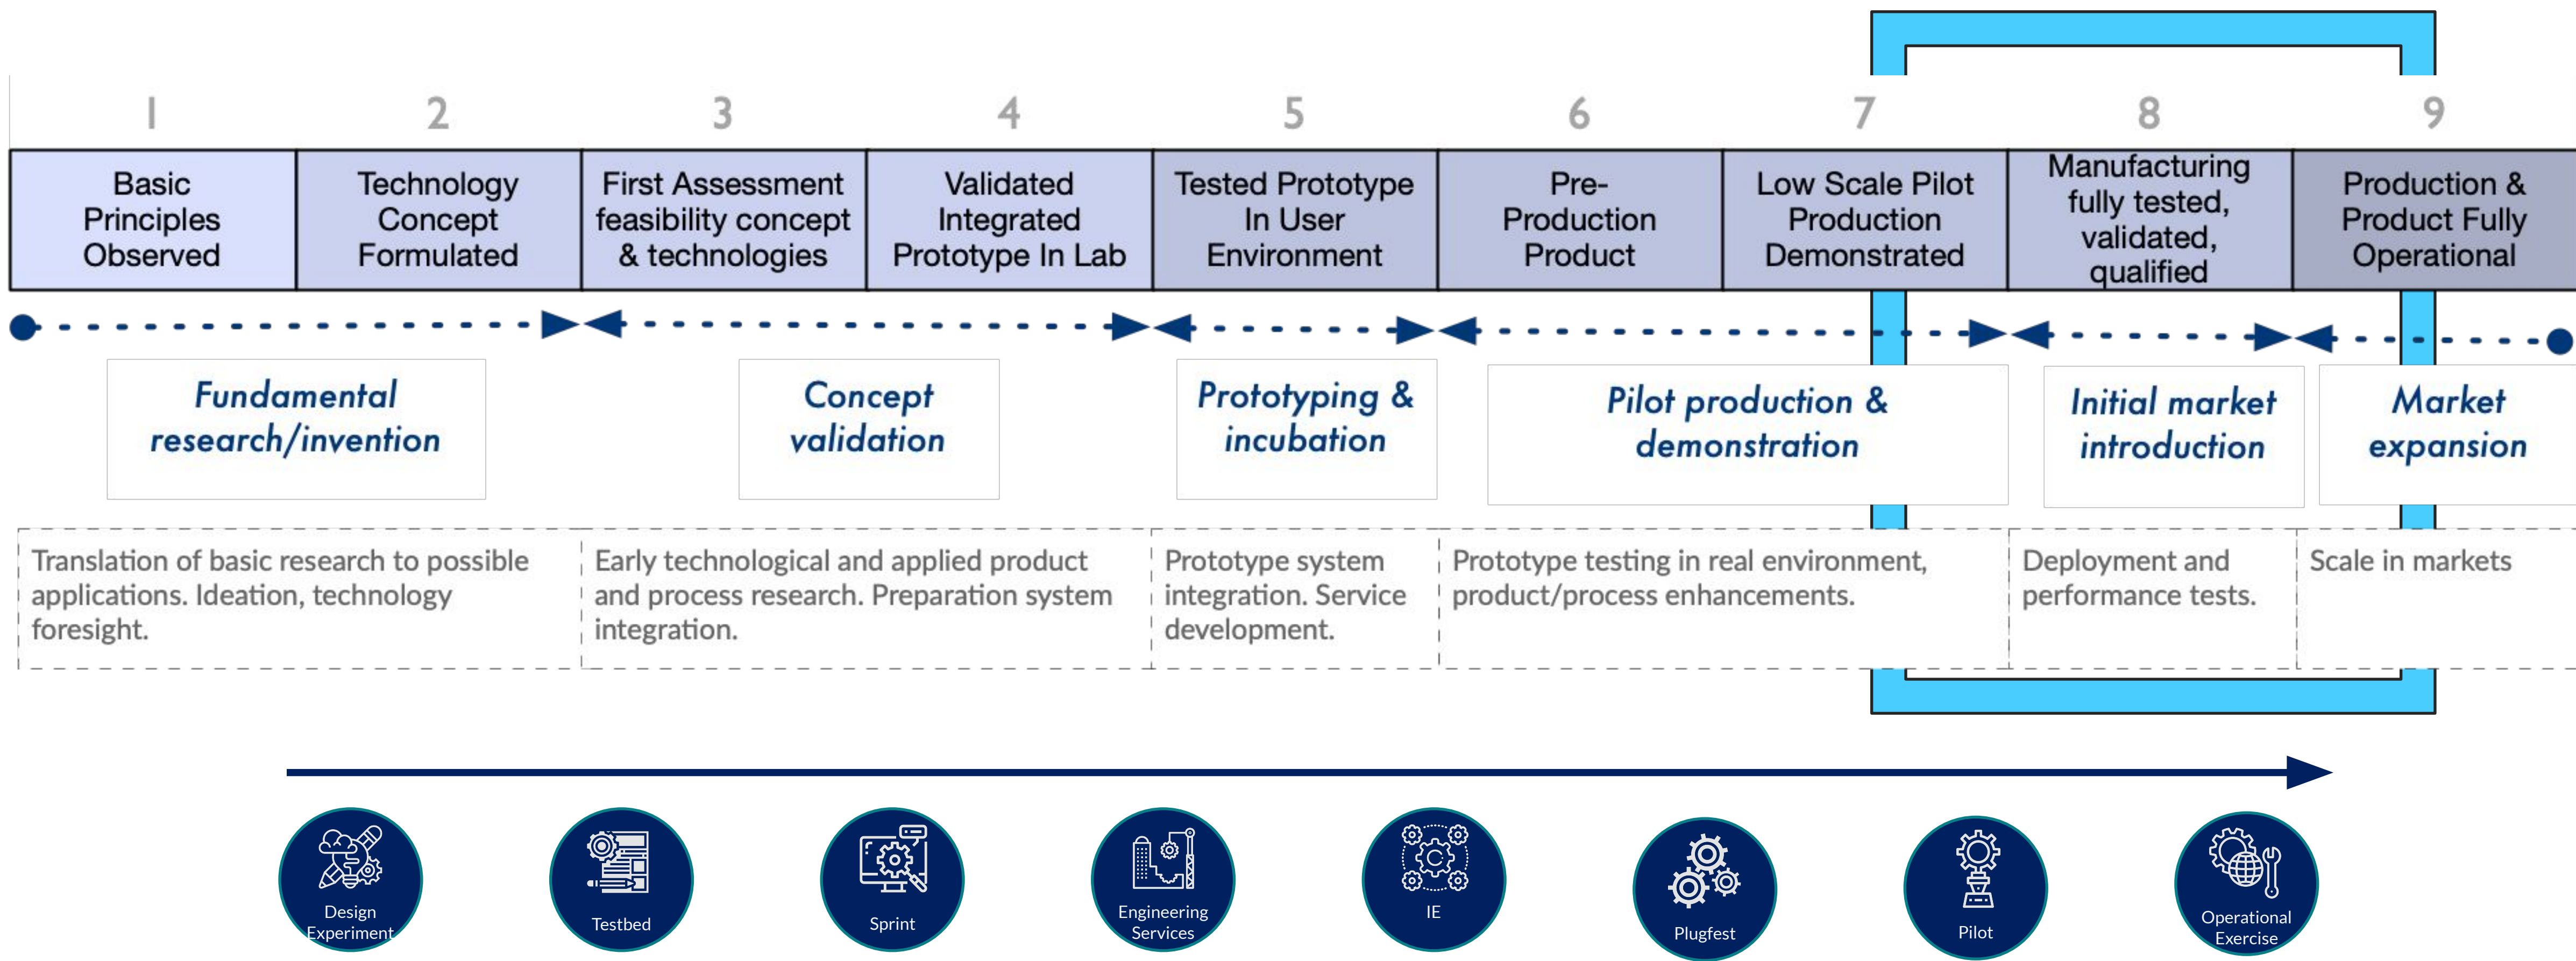 1
2
3
4
5
6
7
8
9
Basic
Principles
Observed
Technology
Concept
Formulated
First Assessment
feasibility concept
& technologies
Validated
Integrated
Prototype In Lab
Tested Prototype
In User
Environment
Pre-
Production
Product
Low Scale Pilot
Production
Demonstrated
Manufacturing
fully tested,
validated,
qualified
Production &
Product Fully
Operational
Fundamental
research/invention
Concept
validation
Prototyping &
incubation
Pilot production &
demonstration
Initial market
introduction
Market
expansion
Translation of basic research to possible
applications. Ideation, technology
foresight.
Early technological and applied product
and process research. Preparation system
integration.
Prototype system
integration. Service
development.
Prototype testing in real environment,
product/process enhancements.
Deployment and
performance tests.
Scale in markets
Design
Experiment
Testbed
Sprint
Engineering
Services
C
IE
Plugfest
Pilot
Operational
Exercise